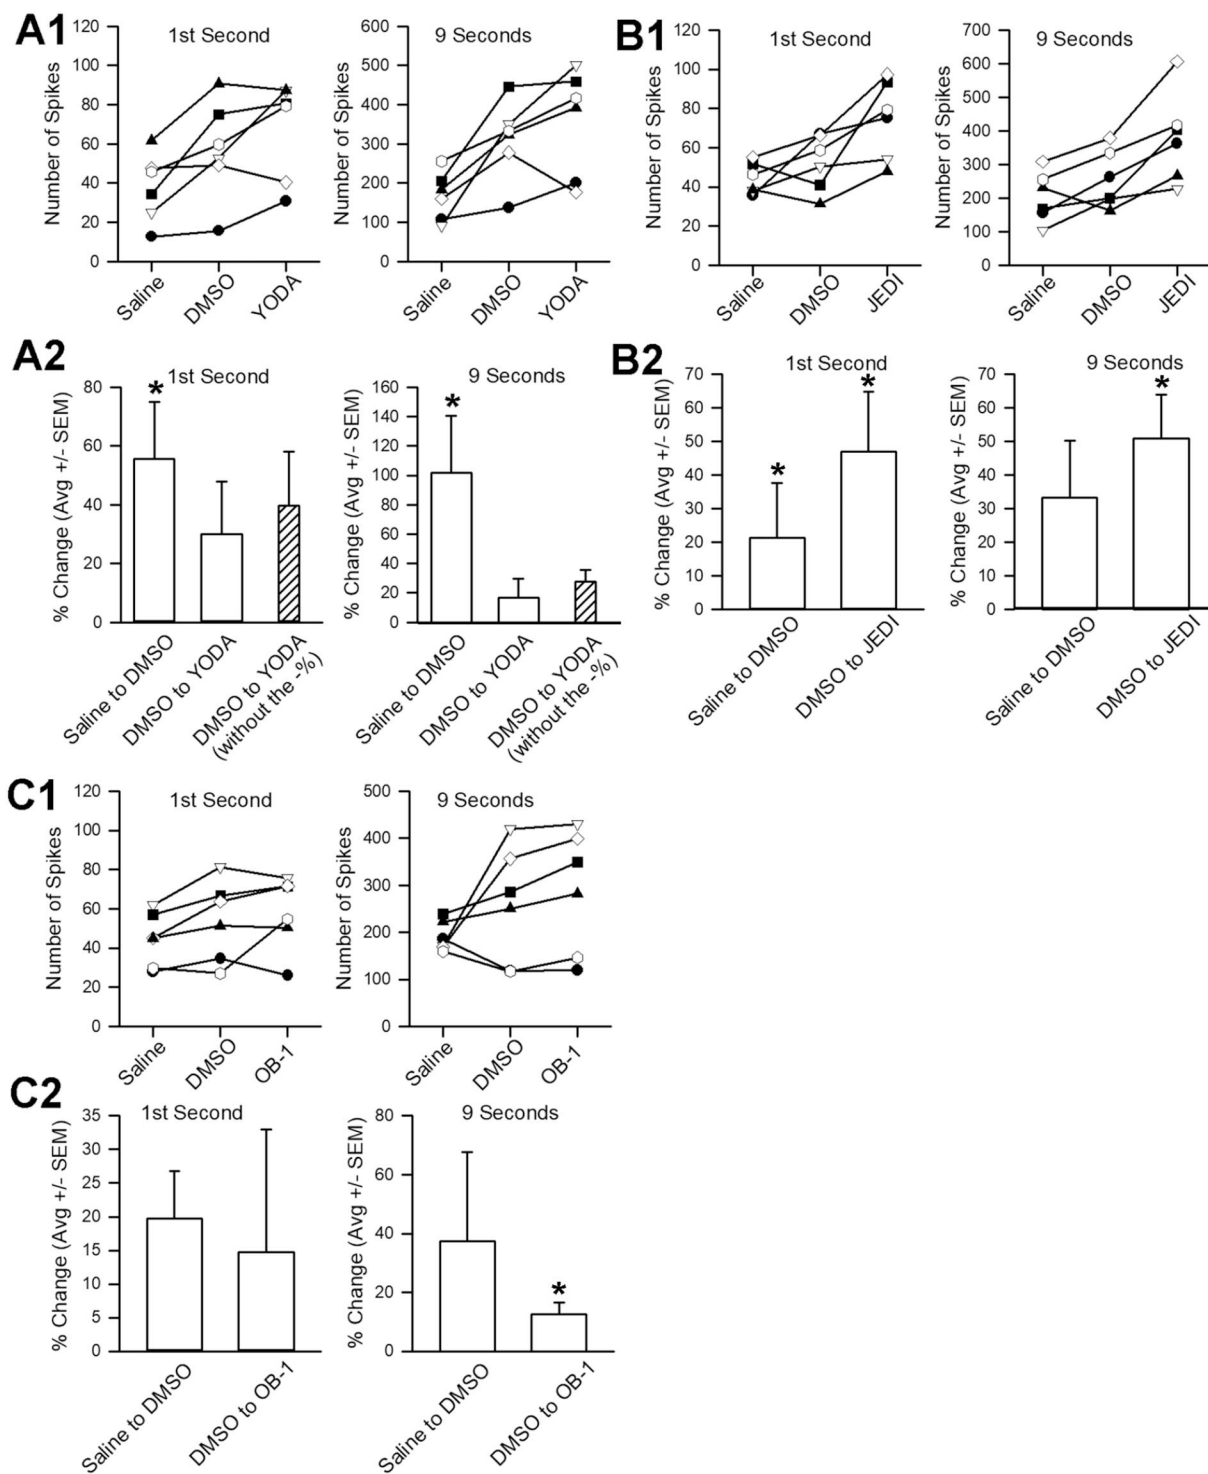 A1
1st Second
Number of Spikes
120
100
80
60
40
20
0
Saline
DMSO
YODA
9 Seconds
Number of Spikes
600
500
400
300
200
100
0
Saline
DMSO
YODA
B1
1st Second
Number of Spikes
120
100
80
60
40
20
0
Saline
DMSO
JEDI
9 Seconds
Number of Spikes
700
600
500
400
300
200
100
0
Saline
DMSO
JEDI
A2
1st Second
% Change (Avg +/- SEM)
80
60
40
20
0
*
Saline to DMSO
DMSO to YODA
DMSO to YODA
(without the -%)
9 Seconds
% Change (Avg +/- SEM)
160
140
120
100
80
60
40
20
0
*
Saline to DMSO
DMSO to YODA
DMSO to YODA
(without the -%)
B2
1st Second
% Change (Avg +/- SEM)
70
60
50
40
30
20
10
0
*
*
Saline to DMSO
DMSO to JEDI
9 Seconds
% Change (Avg +/- SEM)
70
60
50
40
30
20
10
0
*
Saline to DMSO
DMSO to JEDI
C1
1st Second
Number of Spikes
120
100
80
60
40
20
0
Saline
DMSO
OB-1
9 Seconds
Number of Spikes
500
400
300
200
100
0
Saline
DMSO
OB-1
C2
1st Second
% Change (Avg +/- SEM)
35
30
25
20
15
10
5
0
Saline to DMSO
DMSO to OB-1
9 Seconds
% Change (Avg +/- SEM)
80
60
40
20
0
*
Saline to DMSO
DMSO to OB-1